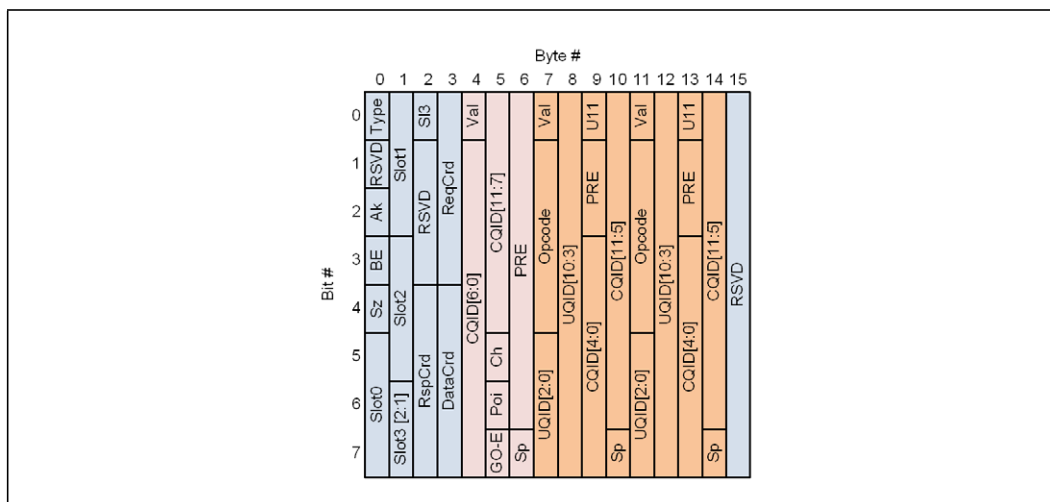 Byte #
0 1 2 3 4 5 6 7 8 9 10 11 12 13 14 15
Bit #
0
1
2
3
4
5
6
7
Type
RSVD
Ak
BE
Sz
Slot0
Slot1
Slot2
Slot3 [2:1]
Sl3
RSVD
RspCrd
ReqCrd
DataCrd
Val
CQID[6:0]
CQID[11:7]
Ch
Poi
GO-E
PRE
Sp
Val
Opcode
UQID[2:0]
UQID[10:3]
U11
PRE
CQID[4:0]
CQID[11:5]
Sp
Val
Opcode
UQID[2:0]
UQID[10:3]
U11
PRE
CQID[4:0]
CQID[11:5]
Sp
RSVD